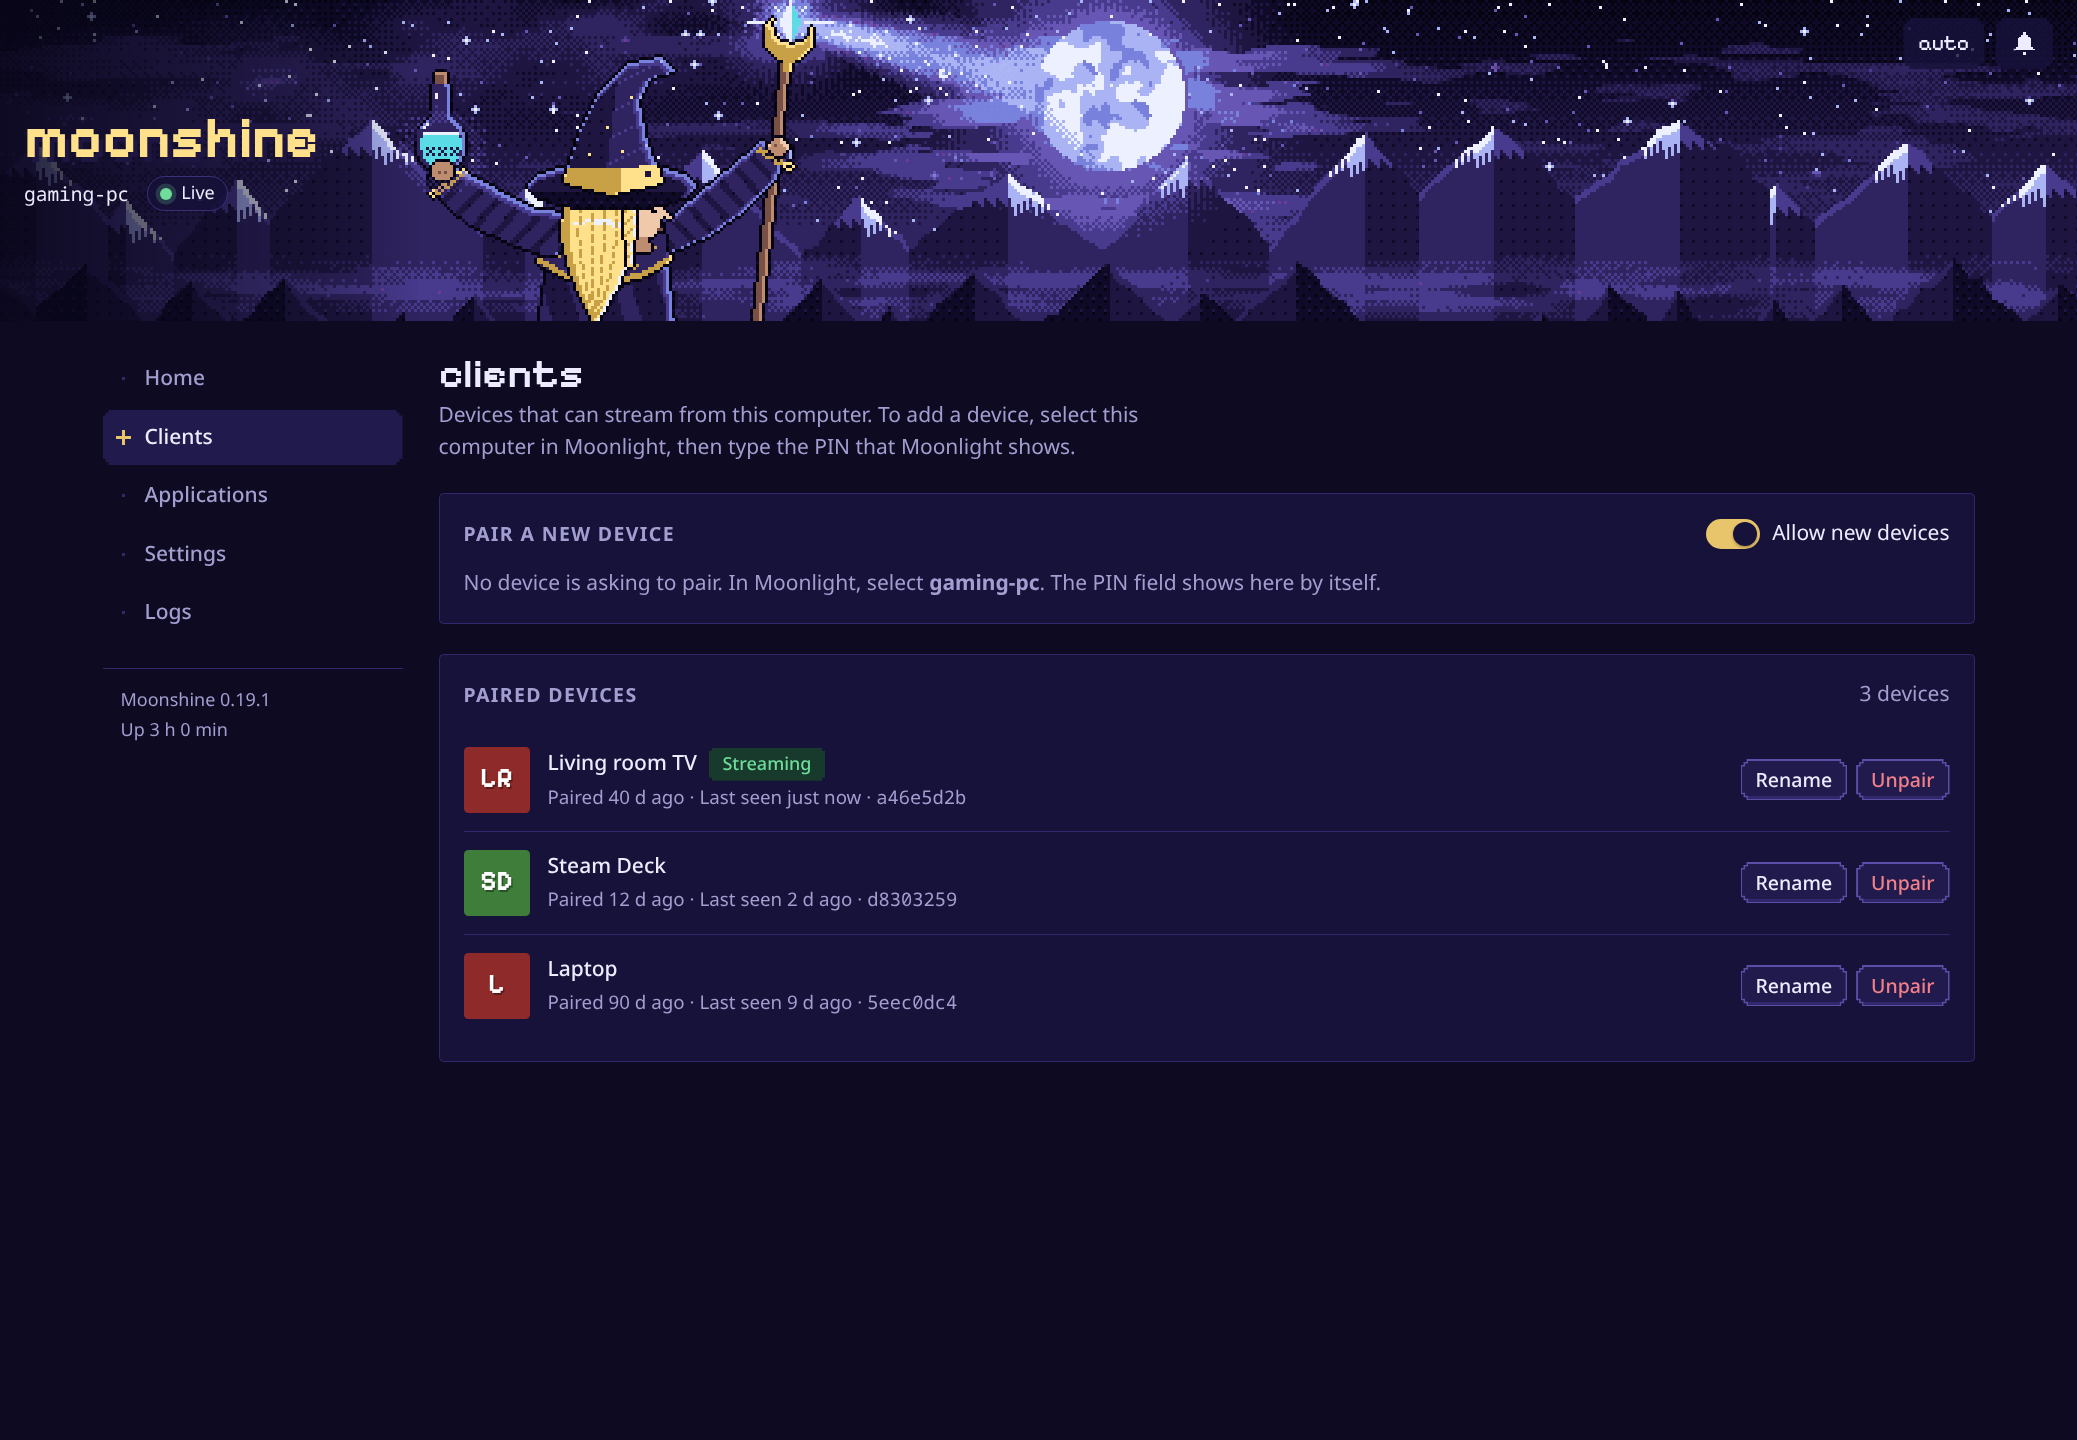 auto
moonshine
gaming-pc Live
Home
Clients
Applications
Settings
Logs
Moonshine 0.19.1
Up 3 h 0 min
clients
Devices that can stream from this computer. To add a device, select this
computer in Moonlight, then type the PIN that Moonlight shows.
PAIR A NEW DEVICE
Allow new devices
No device is asking to pair. In Moonlight, select gaming-pc. The PIN field shows here by itself.
PAIRED DEVICES
3 devices
LR
Living room TV Streaming
Paired 40 d ago · Last seen just now · a46e5d2b
Rename Unpair
SD
Steam Deck
Paired 12 d ago · Last seen 2 d ago · d8303259
Rename Unpair
L
Laptop
Paired 90 d ago · Last seen 9 d ago · 5eec0dc4
Rename Unpair